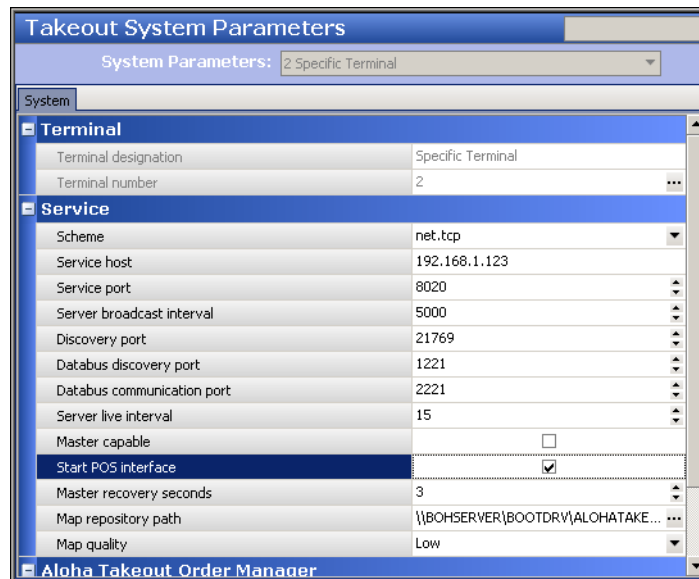 Takeout System Parameters
System Parameters: 2 Specific Terminal
System
Terminal
Terminal designation Specific Terminal
Terminal number 2 ...
Service
Scheme net.tcp
Service host 192.168.1.123
Service port 8020
Server broadcast interval 5000
Discovery port 21769
Databus discovery port 1221
Databus communication port 2221
Server live interval 15
Master capable
Start POS interface
Master recovery seconds 3
Map repository path \\BOHSERVER\BOOTDRV\ALOHATAKE... ...
Map quality Low
Aloha Takeout Order Manager